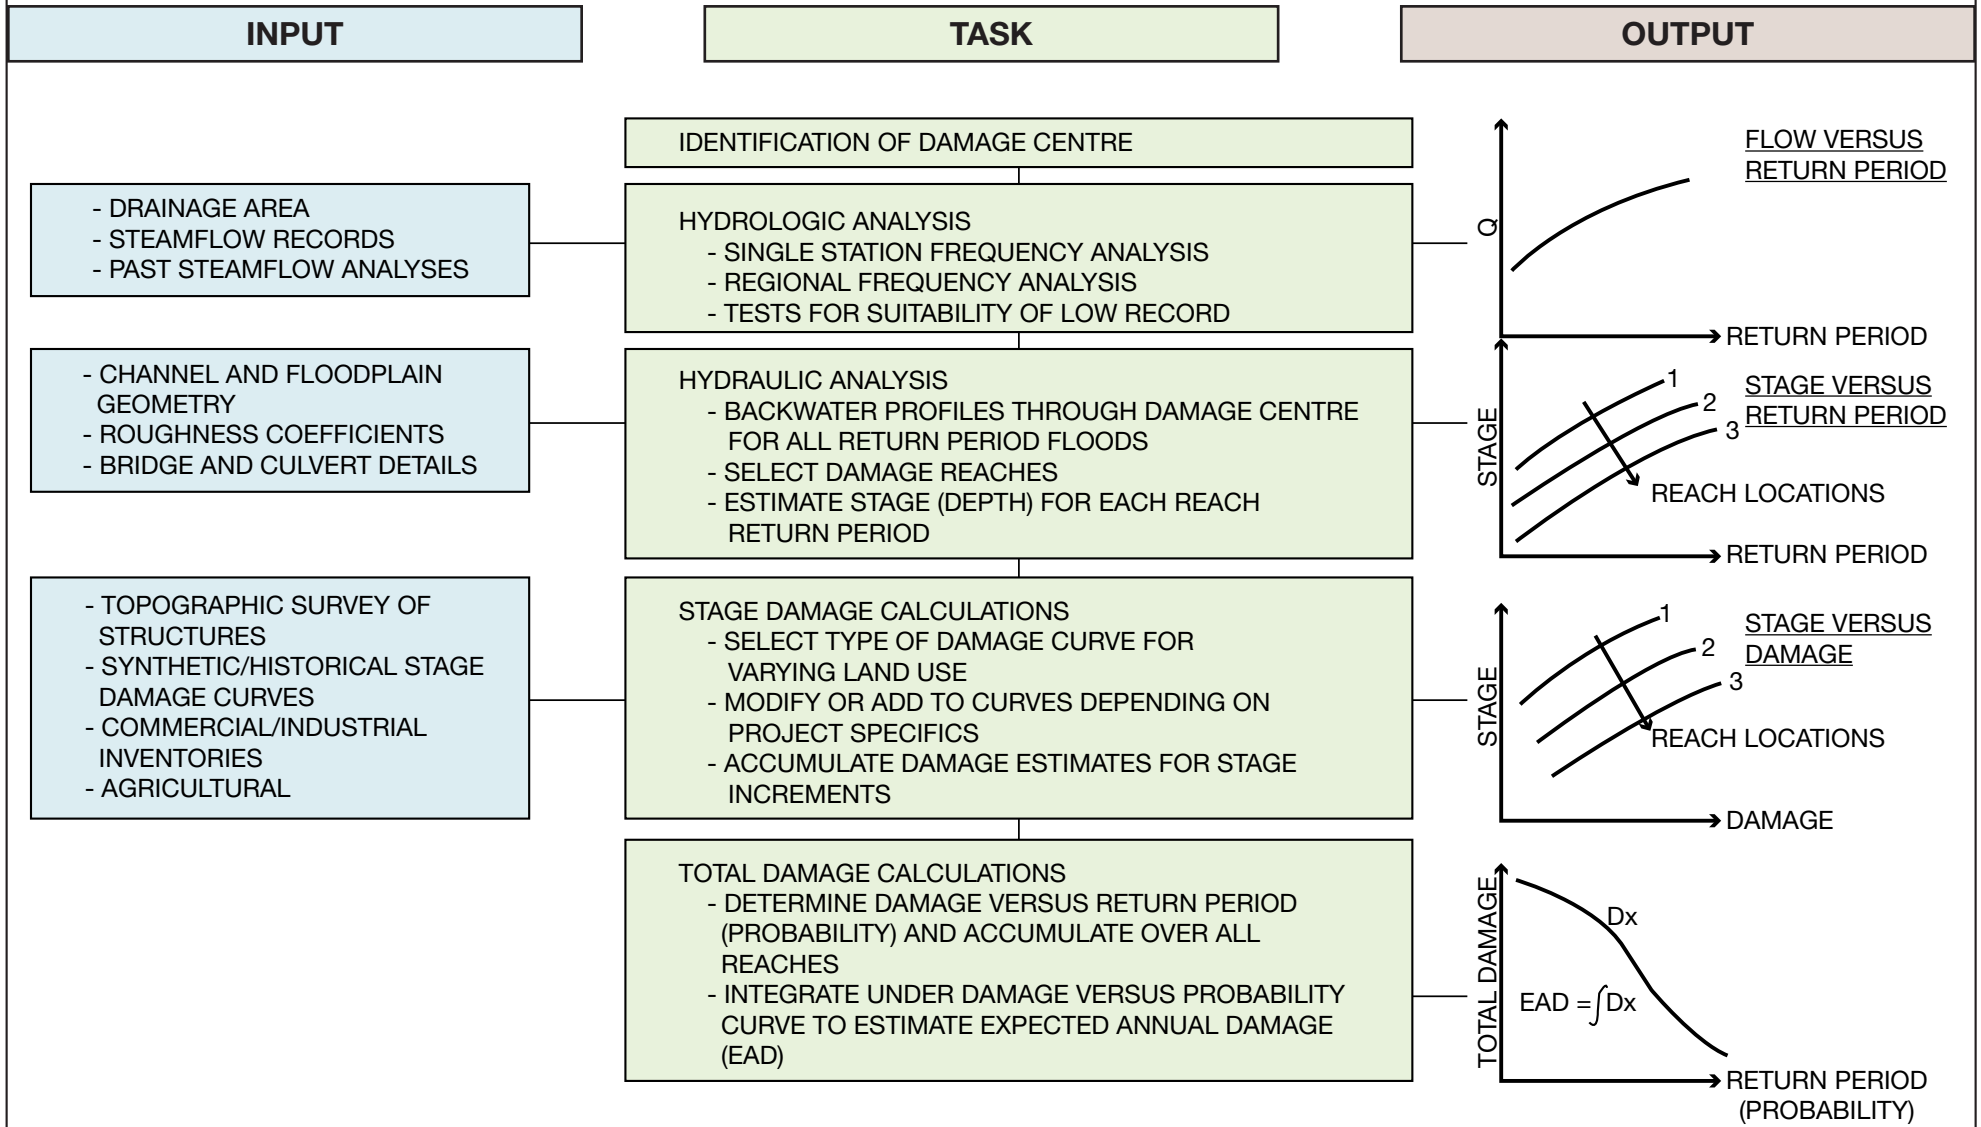 INPUT
TASK
OUTPUT
IDENTIFICATION OF DAMAGE CENTRE
- DRAINAGE AREA
- STEAMFLOW RECORDS
- PAST STEAMFLOW ANALYSES
HYDROLOGIC ANALYSIS
- SINGLE STATION FREQUENCY ANALYSIS
- REGIONAL FREQUENCY ANALYSIS
- TESTS FOR SUITABILITY OF LOW RECORD
FLOW VERSUS
RETURN PERIOD
Q
RETURN PERIOD
- CHANNEL AND FLOODPLAIN
GEOMETRY
- ROUGHNESS COEFFICIENTS
- BRIDGE AND CULVERT DETAILS
HYDRAULIC ANALYSIS
- BACKWATER PROFILES THROUGH DAMAGE CENTRE
FOR ALL RETURN PERIOD FLOODS
- SELECT DAMAGE REACHES
- ESTIMATE STAGE (DEPTH) FOR EACH REACH
RETURN PERIOD
STAGE VERSUS
RETURN PERIOD
1
2
3
STAGE
REACH LOCATIONS
RETURN PERIOD
- TOPOGRAPHIC SURVEY OF
STRUCTURES
- SYNTHETIC/HISTORICAL STAGE
DAMAGE CURVES
- COMMERCIAL/INDUSTRIAL
INVENTORIES
- AGRICULTURAL
STAGE DAMAGE CALCULATIONS
- SELECT TYPE OF DAMAGE CURVE FOR
VARYING LAND USE
- MODIFY OR ADD TO CURVES DEPENDING ON
PROJECT SPECIFICS
- ACCUMULATE DAMAGE ESTIMATES FOR STAGE
INCREMENTS
STAGE VERSUS
DAMAGE
1
2
3
STAGE
REACH LOCATIONS
DAMAGE
TOTAL DAMAGE CALCULATIONS
- DETERMINE DAMAGE VERSUS RETURN PERIOD
(PROBABILITY) AND ACCUMULATE OVER ALL
REACHES
- INTEGRATE UNDER DAMAGE VERSUS PROBABILITY
CURVE TO ESTIMATE EXPECTED ANNUAL DAMAGE
(EAD)
TOTAL DAMAGE
Dx
EAD = ∫Dx
RETURN PERIOD
(PROBABILITY)